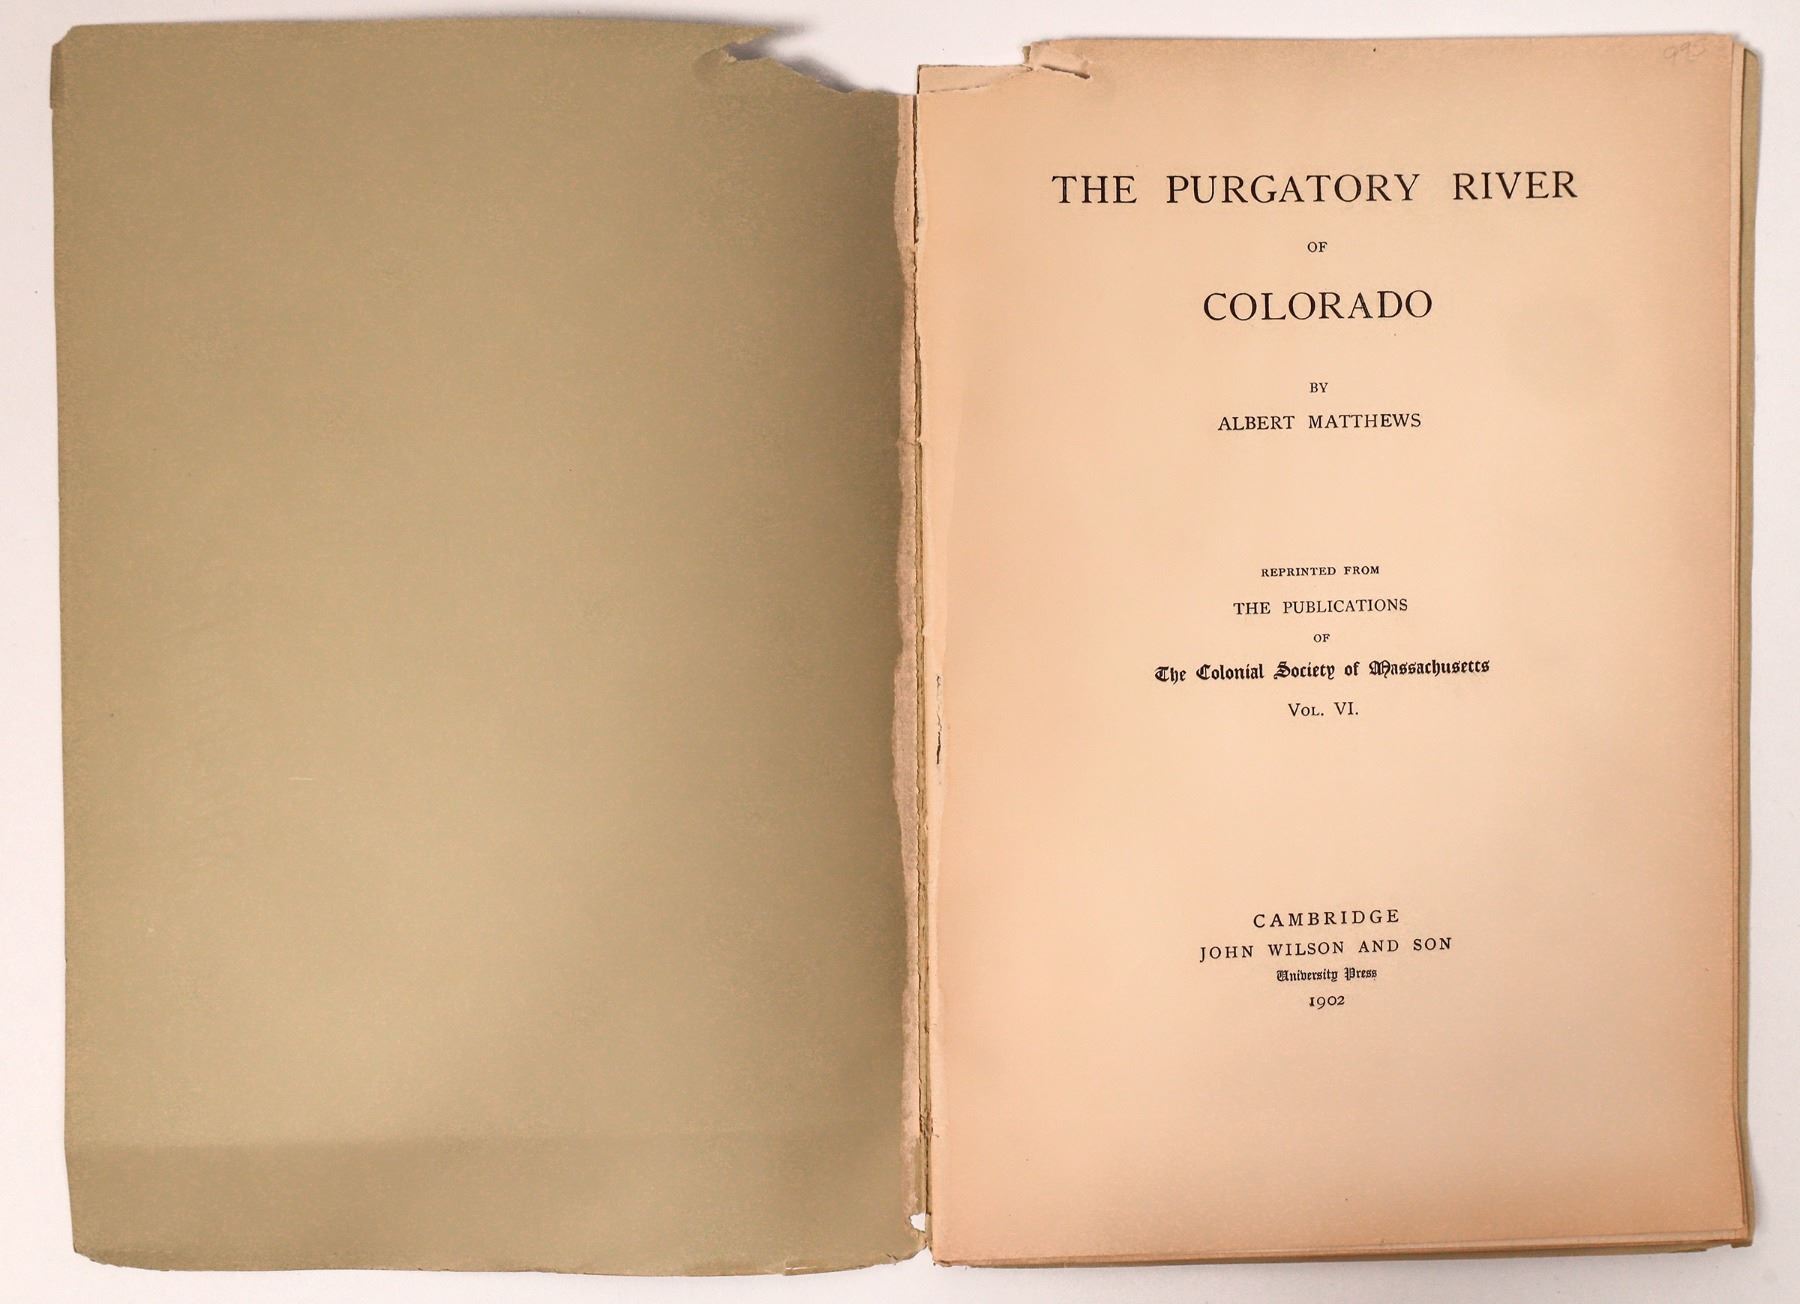 THE PURGATORY RIVER
OF
COLORADO
BY
ALBERT MATTHEWS
REPRINTED FROM
THE PUBLICATIONS
OF
The Colonial Society of Massachusetts
VOL. VI.
CAMBRIDGE
JOHN WILSON AND SON
University Press
1902